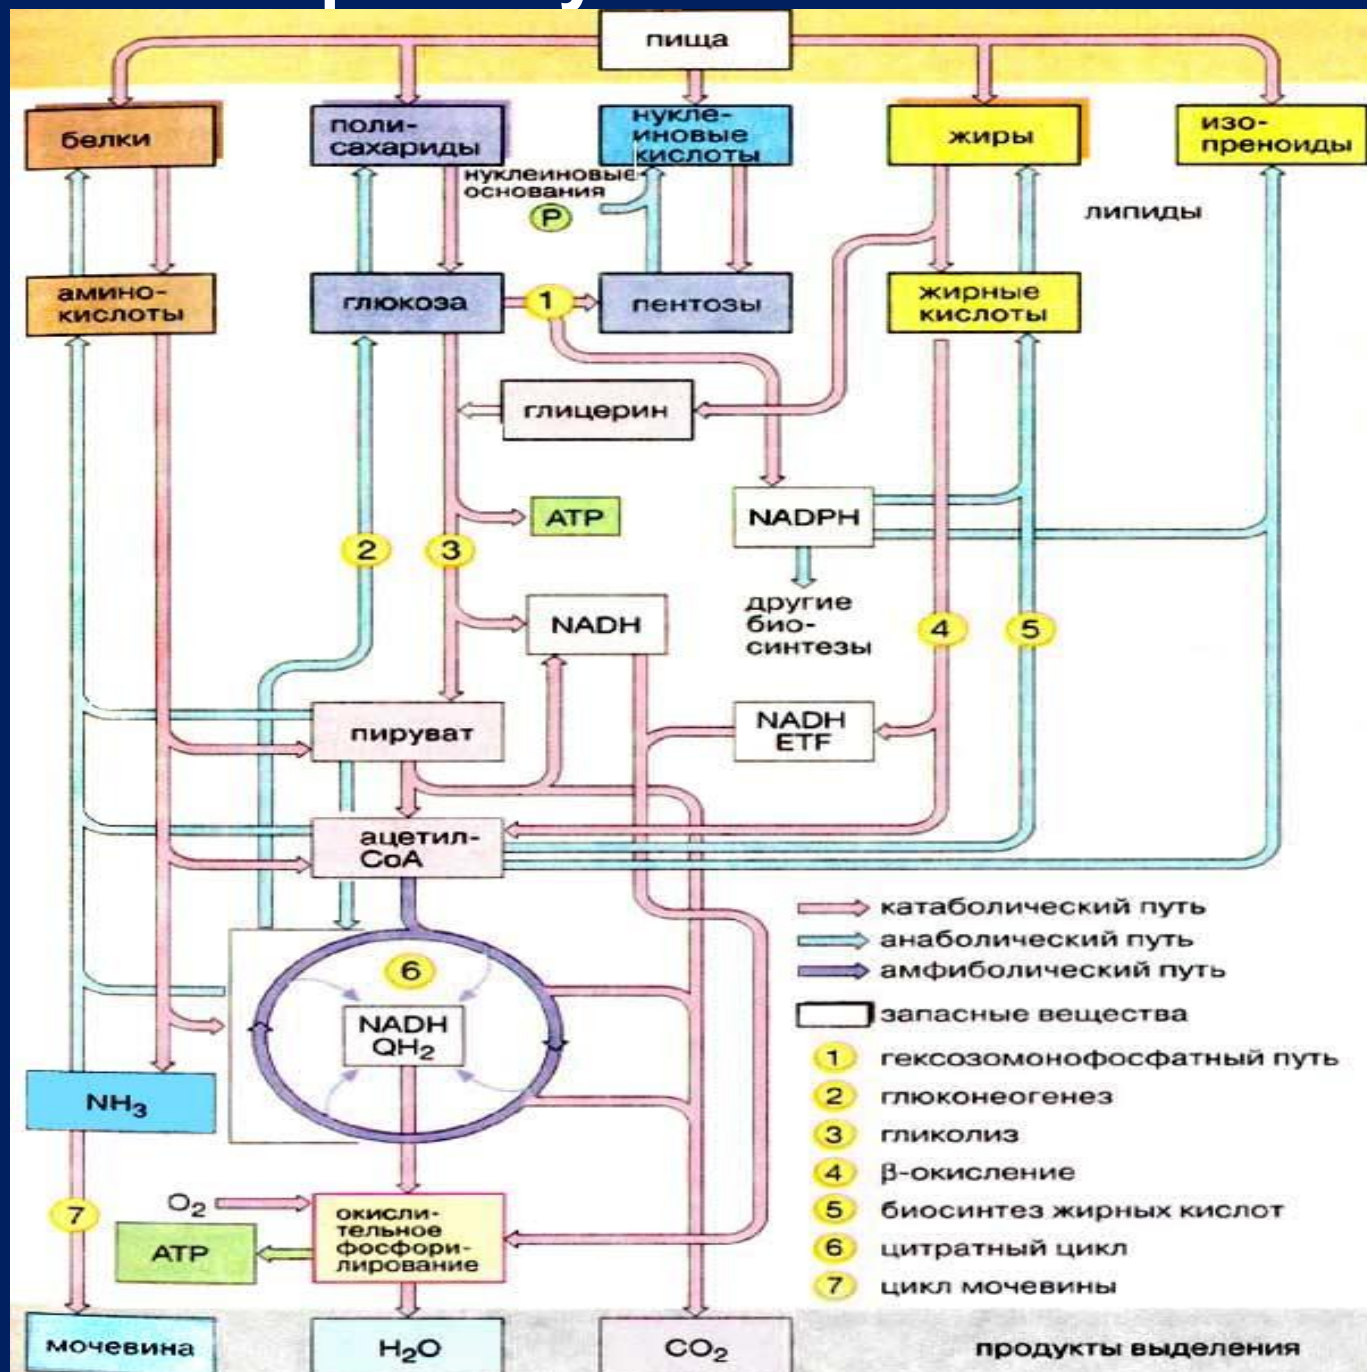 пища
белки
поли-
сахариды
нукле-
иновые
кислоты
жиры
изо-
преноиды
нуклеиновые
основания
P
липиды
амино-
кислоты
глюкоза
1
пентозы
жирные
кислоты
глицерин
ATP
NADPH
2
3
другие
био-
синтезы
NADH
4
5
пируват
NADH
ETF
ацетил-
CoA
катаболический путь
анаболический путь
амфиболический путь
6
NADH
QH₂
запасные вещества
1 гексозомонофосфатный путь
2 глюконеогенез
3 гликолиз
4 β-окисление
5 биосинтез жирных кислот
6 цитратный цикл
7 цикл мочевины
NH₃
7
O₂
окисли-
тельное
фосфори-
лирование
ATP
мочевина
H₂O
CO₂
продукты выделения